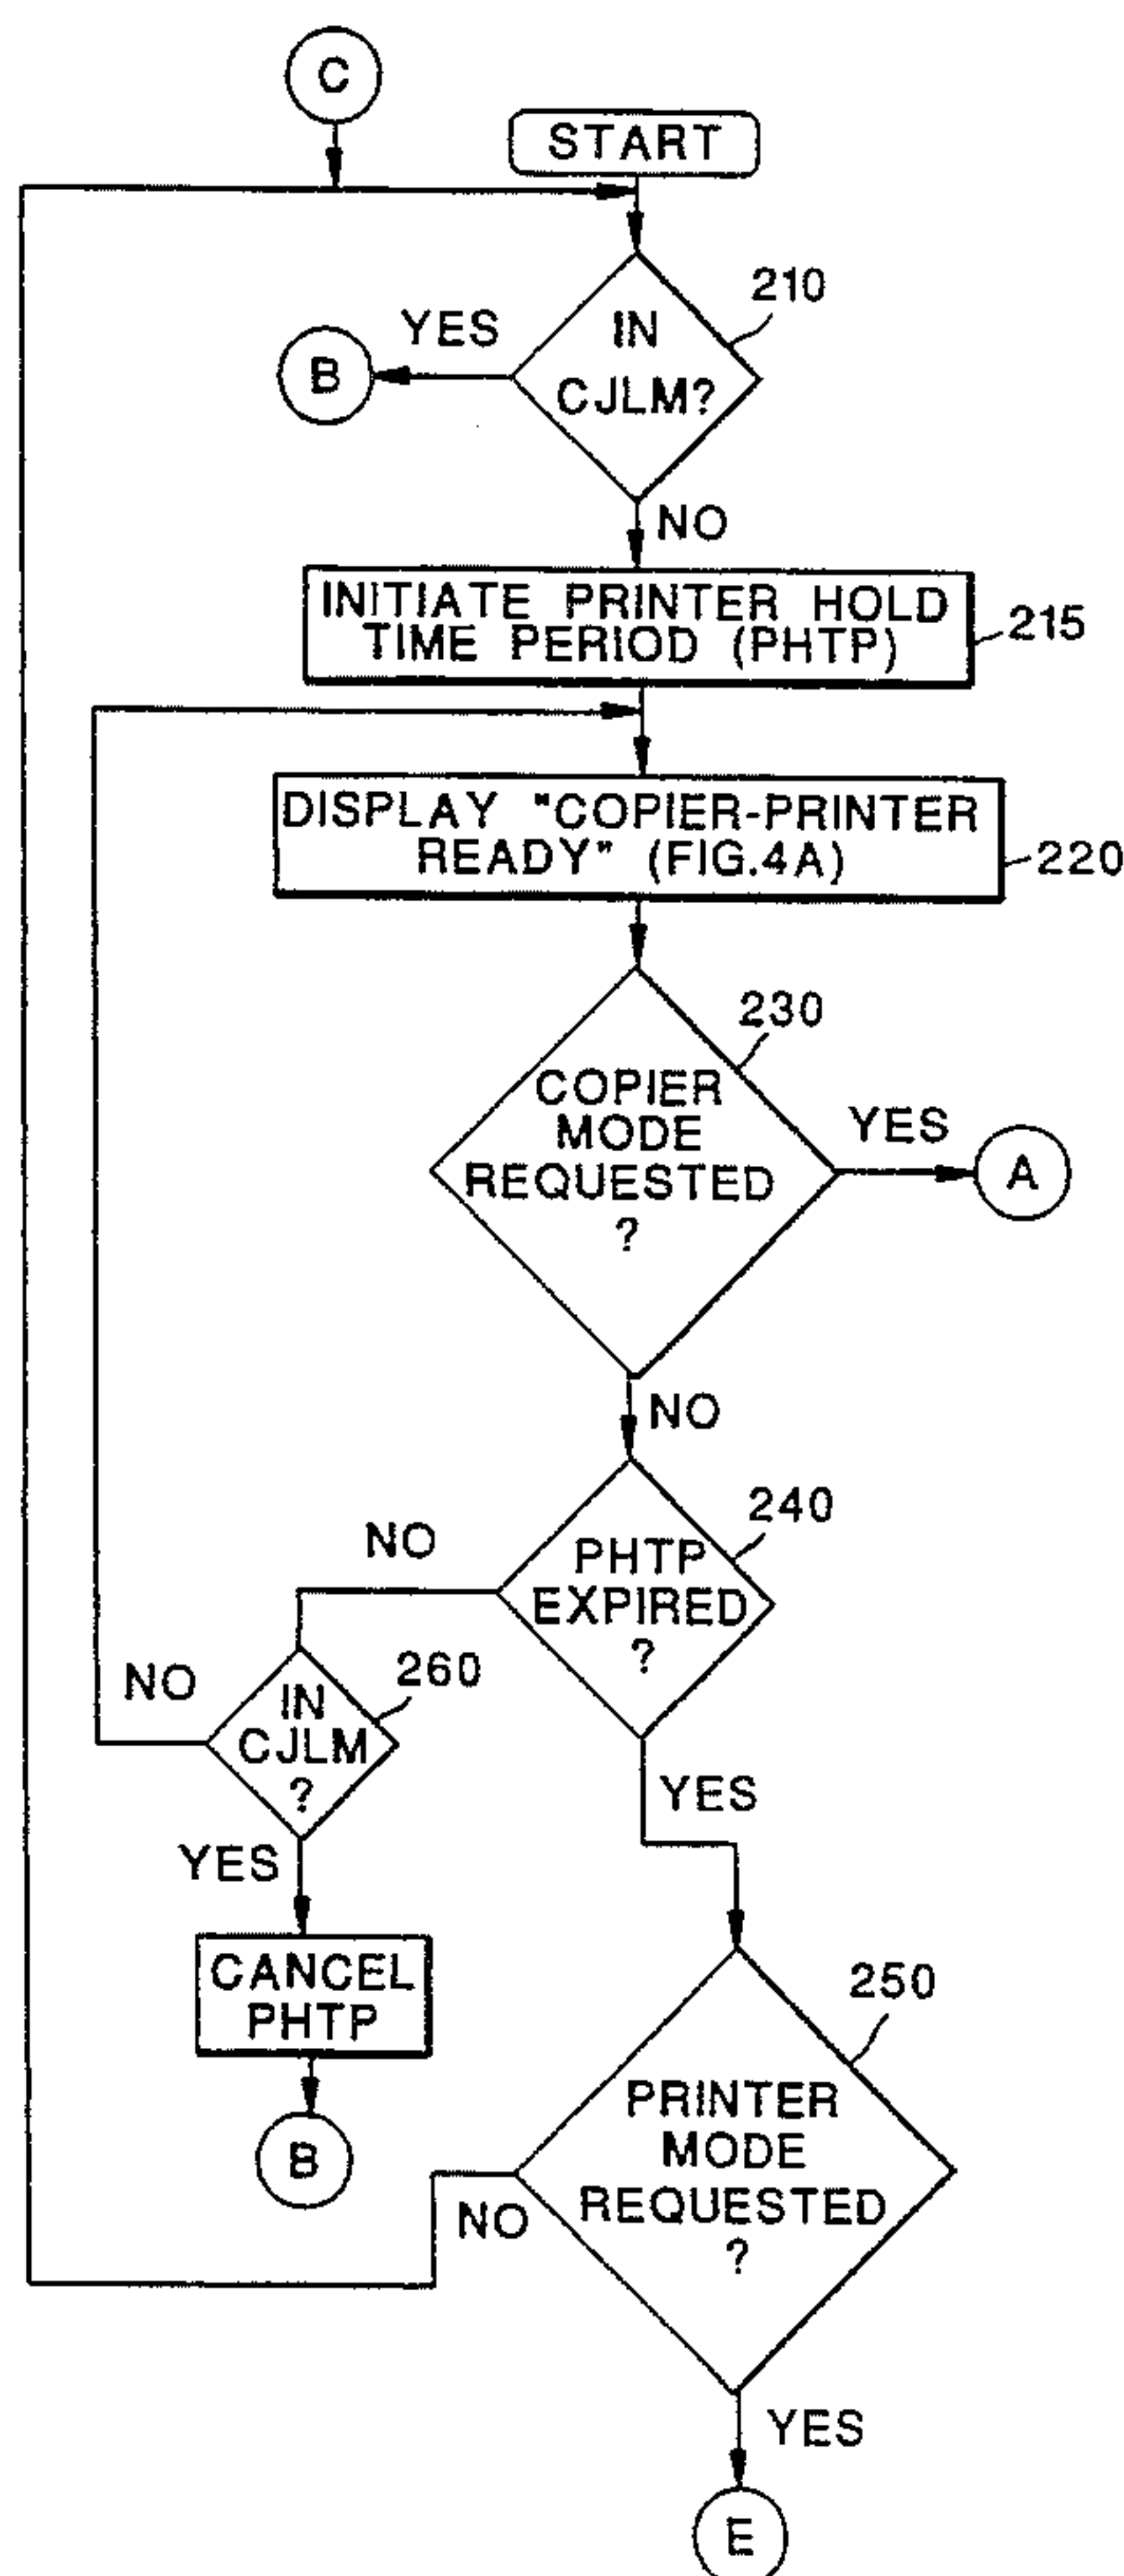 C
START
210
IN
CJLM?
YES
B
NO
INITIATE PRINTER HOLD
TIME PERIOD (PHTP)
215
DISPLAY "COPIER-PRINTER
READY" (FIG.4A)
220
230
COPIER
MODE
REQUESTED
?
YES
A
NO
240
PHTP
EXPIRED
?
NO
260
IN
CJLM
?
NO
YES
YES
CANCEL
PHTP
B
250
PRINTER
MODE
REQUESTED
?
NO
YES
E